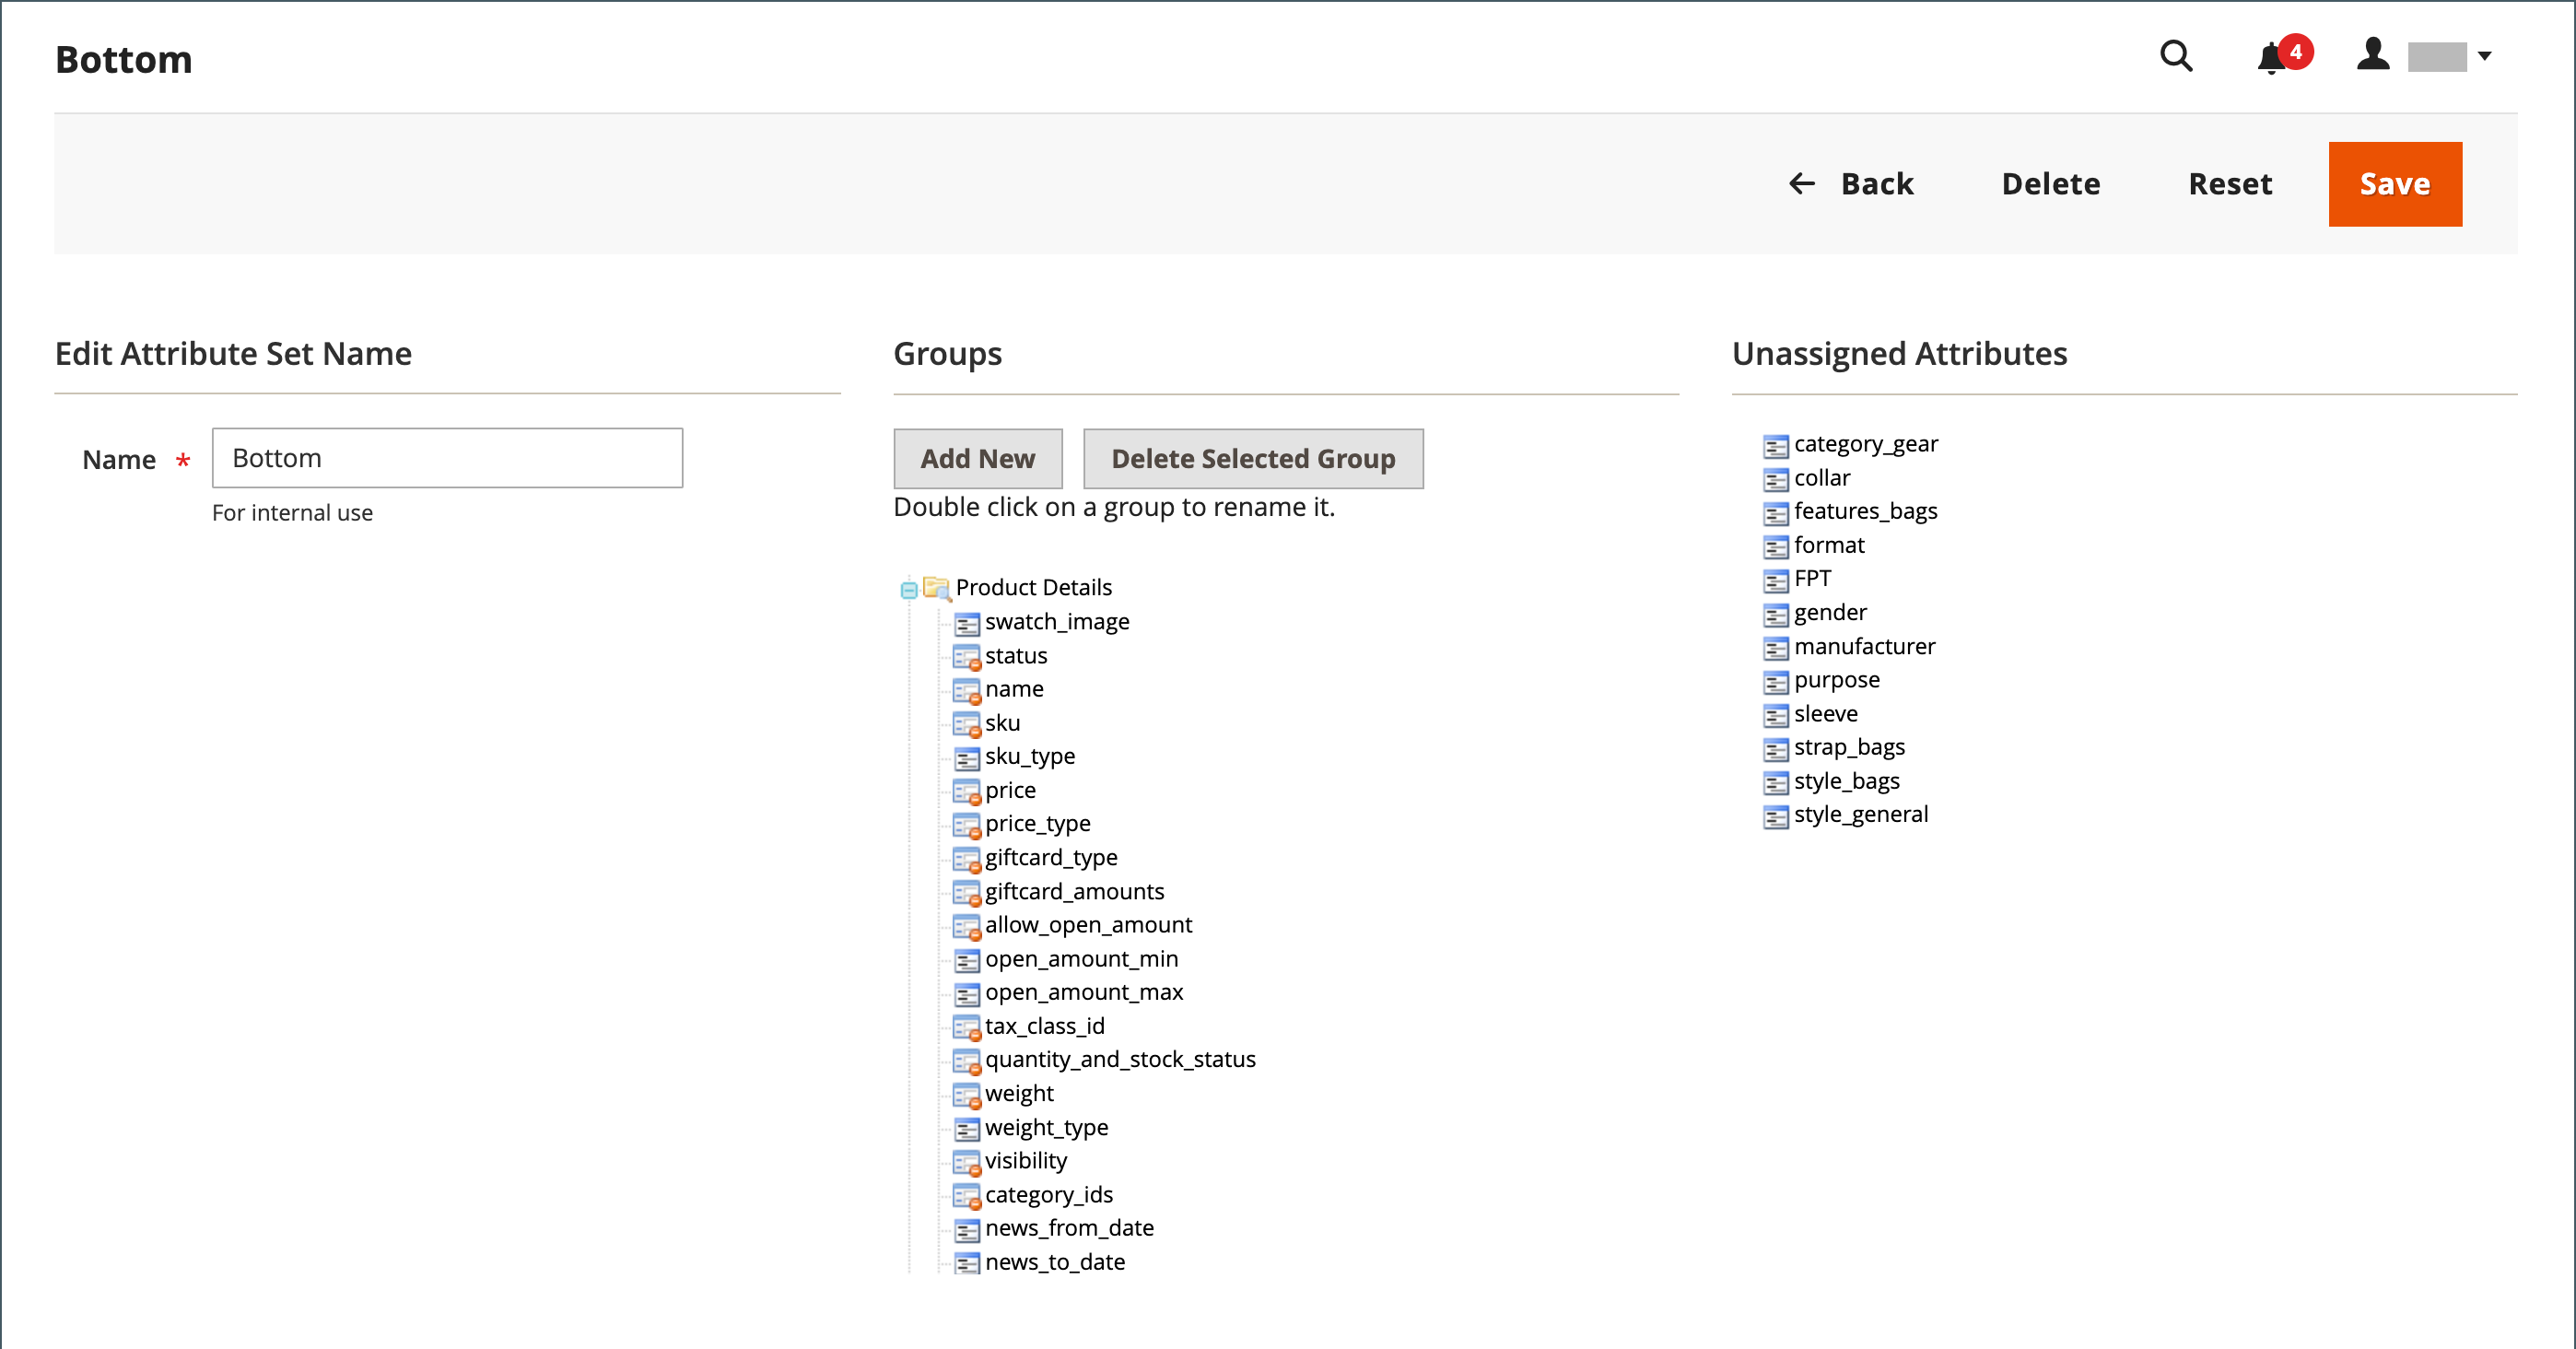 Bottom
4
Back Delete Reset Save
Edit Attribute Set Name
Name *
Bottom
For internal use
Groups
Add New Delete Selected Group
Double click on a group to rename it.
Product Details
swatch_image
status
name
sku
sku_type
price
price_type
giftcard_type
giftcard_amounts
allow_open_amount
open_amount_min
open_amount_max
tax_class_id
quantity_and_stock_status
weight
weight_type
visibility
category_ids
news_from_date
news_to_date
Unassigned Attributes
category_gear
collar
features_bags
format
FPT
gender
manufacturer
purpose
sleeve
strap_bags
style_bags
style_general